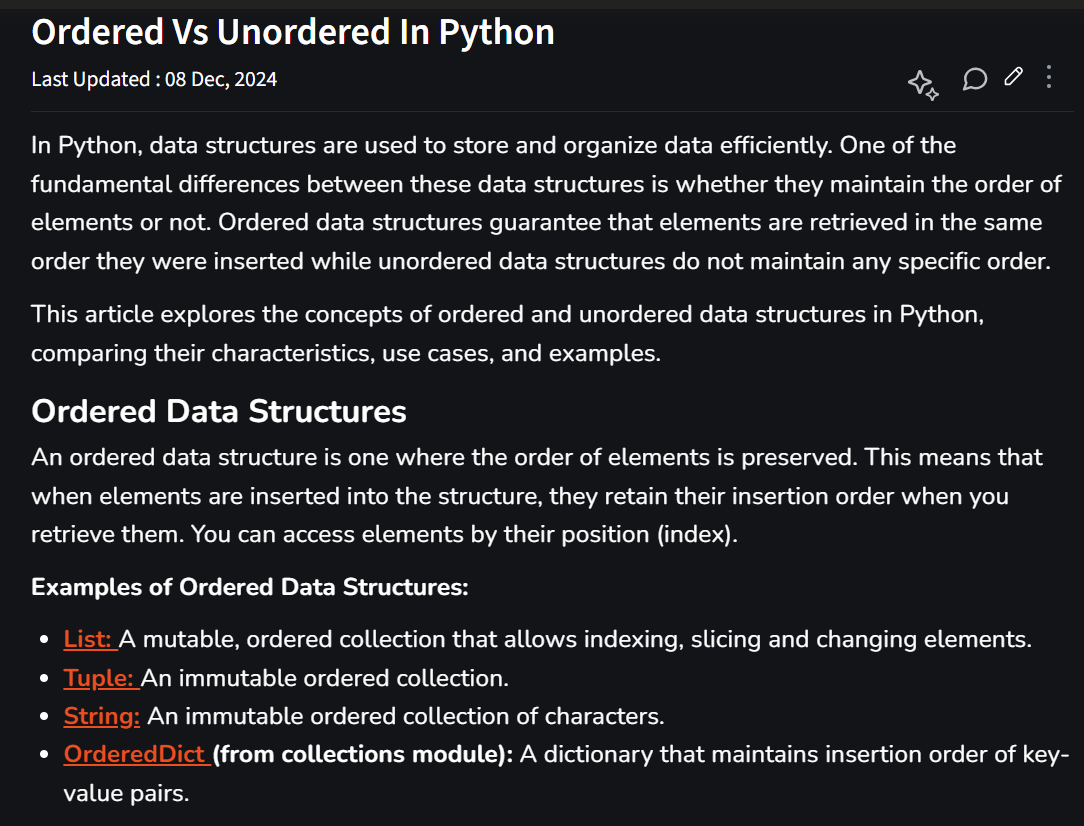 Ordered Vs Unordered In Python
Last Updated : 08 Dec, 2024
In Python, data structures are used to store and organize data efficiently. One of the
fundamental differences between these data structures is whether they maintain the order of
elements or not. Ordered data structures guarantee that elements are retrieved in the same
order they were inserted while unordered data structures do not maintain any specific order.
This article explores the concepts of ordered and unordered data structures in Python,
comparing their characteristics, use cases, and examples.
Ordered Data Structures
An ordered data structure is one where the order of elements is preserved. This means that
when elements are inserted into the structure, they retain their insertion order when you
retrieve them. You can access elements by their position (index).
Examples of Ordered Data Structures:
• List: A mutable, ordered collection that allows indexing, slicing and changing elements.
• Tuple: An immutable ordered collection.
• String: An immutable ordered collection of characters.
• OrderedDict (from collections module): A dictionary that maintains insertion order of key-
value pairs.